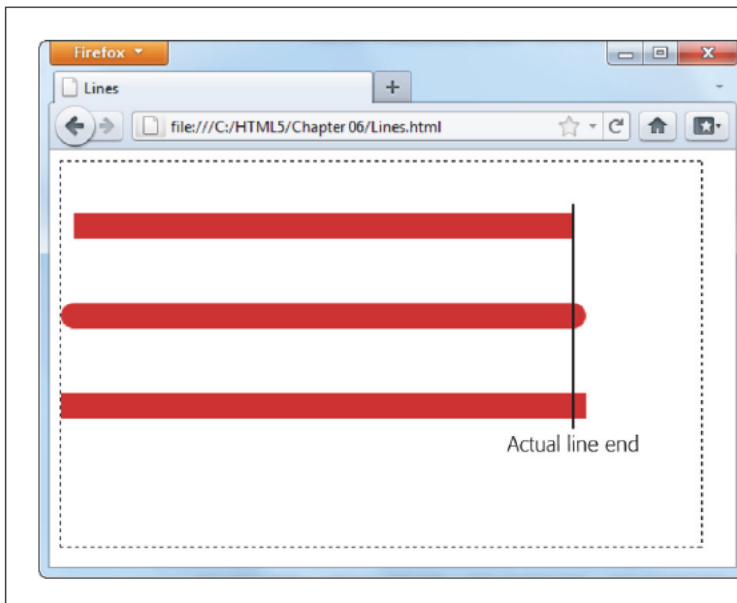 Firefox
Lines
file:///C:/HTML5/Chapter 06/Lines.html
Actual line end